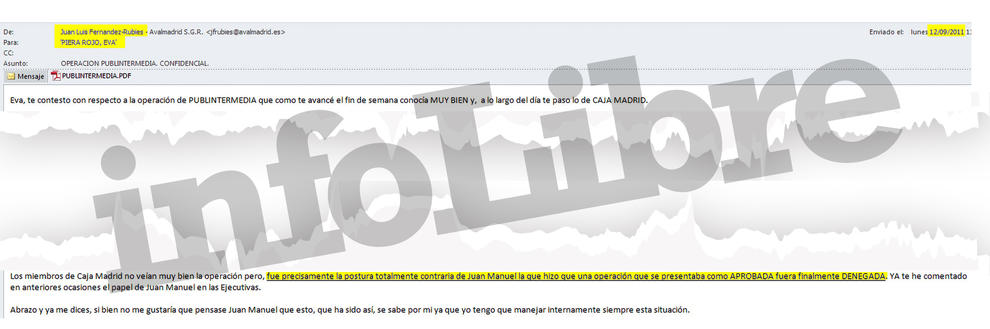 De: Juan Luis Fernandez-Rubies - Avalmadrid S.G.R. <jfrubies@avalmadrid.es> Enviado el: lunes 12/09/2011
Para: 'PIERA ROJO, EVA'
CC:
Asunto: OPERACION PUBLINTERMEDIA. CONFIDENCIAL.
Mensaje PUBLINTERMEDIA.PDF
Eva, te contesto con respecto a la operación de PUBLINTERMEDIA que como te avancé el fin de semana conocía MUY BIEN y, a lo largo del día te paso lo de CAJA MADRID.
infoLibre
Los miembros de Caja Madrid no veían muy bien la operación pero, fue precisamente la postura totalmente contraria de Juan Manuel la que hizo que una operación que se presentaba como APROBADA fuera finalmente DENEGADA. YA te he comentado
en anteriores ocasiones el papel de Juan Manuel en las Ejecutivas.
Abrazo y ya me dices, si bien no me gustaría que pensase Juan Manuel que esto, que ha sido así, se sabe por mi ya que yo tengo que manejar internamente siempre esta situación.